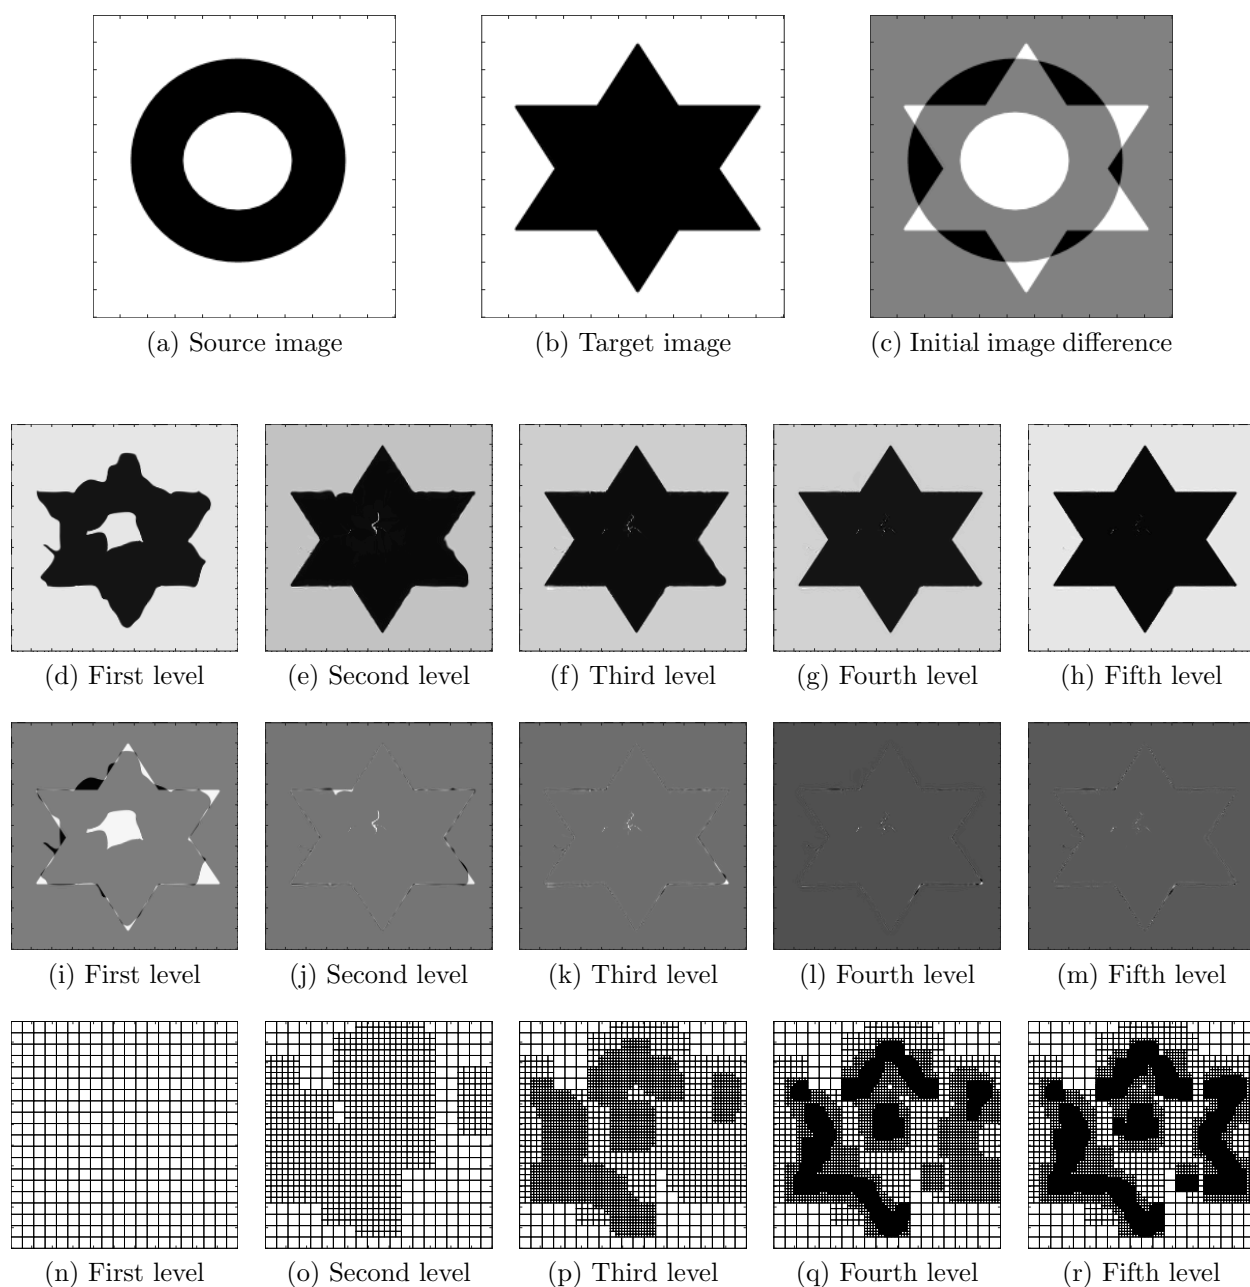 (a) Source image
(b) Target image
(c) Initial image difference
(d) First level
(e) Second level
(f) Third level
(g) Fourth level
(h) Fifth level
(i) First level
(j) Second level
(k) Third level
(l) Fourth level
(m) Fifth level
(n) First level
(o) Second level
(p) Third level
(q) Fourth level
(r) Fifth level